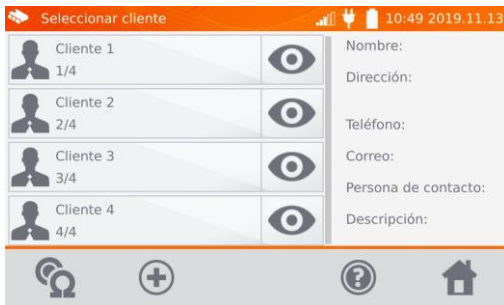 Seleccionar cliente
10:49 2019.11.13
Cliente 1
1/4
Cliente 2
2/4
Cliente 3
3/4
Cliente 4
4/4
Nombre:
Dirección:
Teléfono:
Correo:
Persona de contacto:
Descripción: